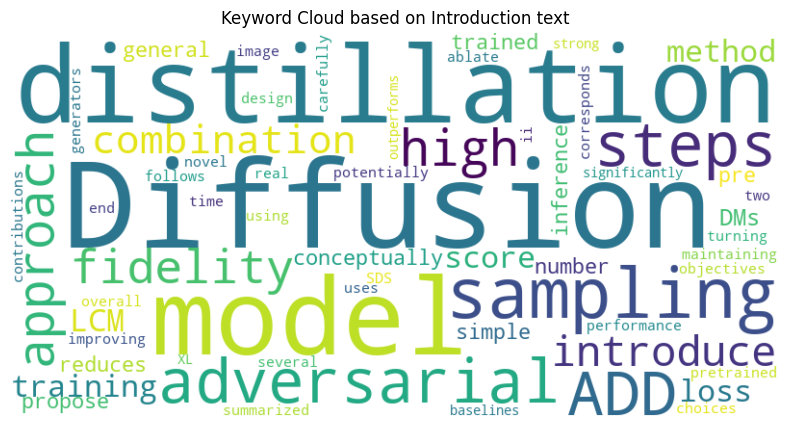 Keyword Cloud based on Introduction text
distillation
general
image
carefully
trained
ablate
strong
method
generators
design
combination
outperforms
high
ii
corresponds
steps
approach
Diffusion
novel
follows
real
potentially
inference
significantly
pre
two
contributions
end
time
using
DMs
turning
fidelity
conceptually
score
number
maintaining
objectives
SDS
uses
overall
model
sampling
LCM
improving
simple
performance
XL
several
reduces
introduce
training
adversarial
ADD
loss
pretrained
propose
summarized
baselines
choices